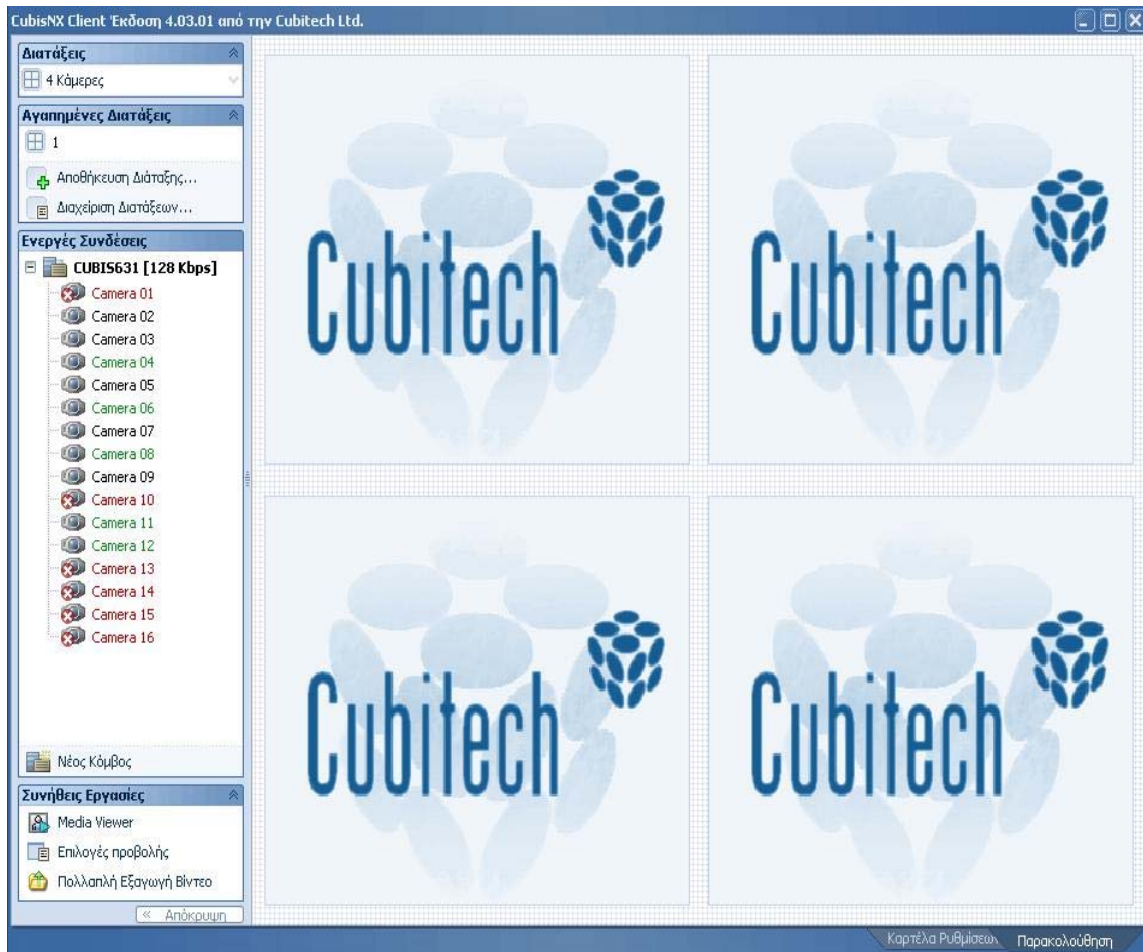 CubisNX Client Έκδοση 4.03.01 από την Cubitech Ltd.
Διατάξεις
4 Κάμερες
Αγαπημένες Διατάξεις
1
Αποθήκευση Διάταξης...
Διαχείριση Διατάξεων...
Ενεργές Συνδέσεις
CUBIS631 [128 Kbps]
Camera 01
Camera 02
Camera 03
Camera 04
Camera 05
Camera 06
Camera 07
Camera 08
Camera 09
Camera 10
Camera 11
Camera 12
Camera 13
Camera 14
Camera 15
Camera 16
Νέος Κόμβος
Συνήθεις Εργασίες
Media Viewer
Επιλογές προβολής
Πολλαπλή Εξαγωγή Βίντεο
« Απόκρυψη
Cubitech
Cubitech
Cubitech
Cubitech
Καρτέλα Ρυθμίσεων
Παρακολούθηση